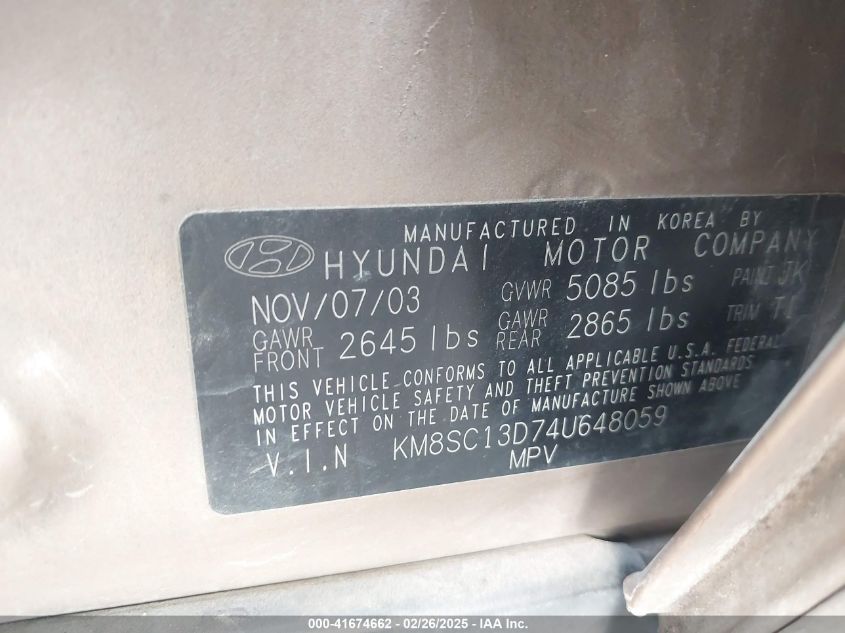 MANUFACTURED IN KOREA BY
HYUNDAI MOTOR COMPANY
NOV/07/03 GVWR 5085 lbs PAINT JK
GAWR FRONT 2645 lbs GAWR REAR 2865 lbs TRIM
THIS VEHICLE CONFORMS TO ALL APPLICABLE U.S.A. FEDERAL
MOTOR VEHICLE SAFETY AND THEFT PREVENTION STANDARDS
IN EFFECT ON THE DATE OF MANUFACTURE SHOWN ABOVE
V.I.N KM8SC13D74U648059
MPV
000-41674662 - 02/26/2025 - IAA Inc.